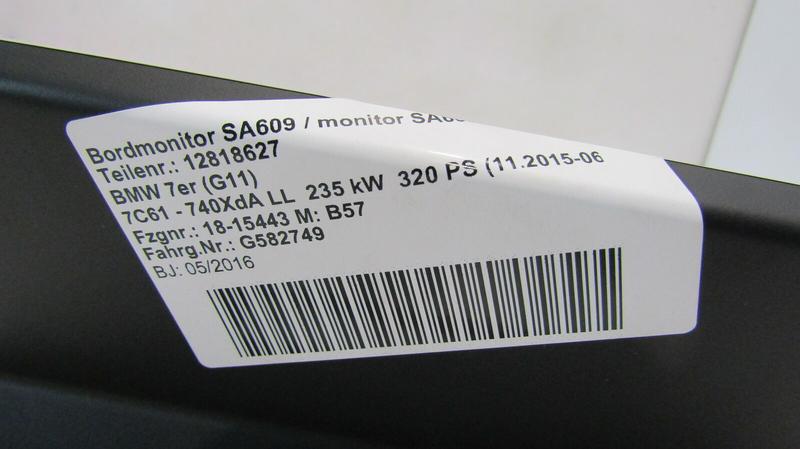 Bordmonitor SA609 / monitor
Teilenr.: 12818627
BMW 7er (G11)
7C61 - 740XdA LL 235 kW 320 PS (11.2015-06
Fzgnr.: 18-15443 M: B57
Fahrg.Nr.: G582749
BJ: 05/2016